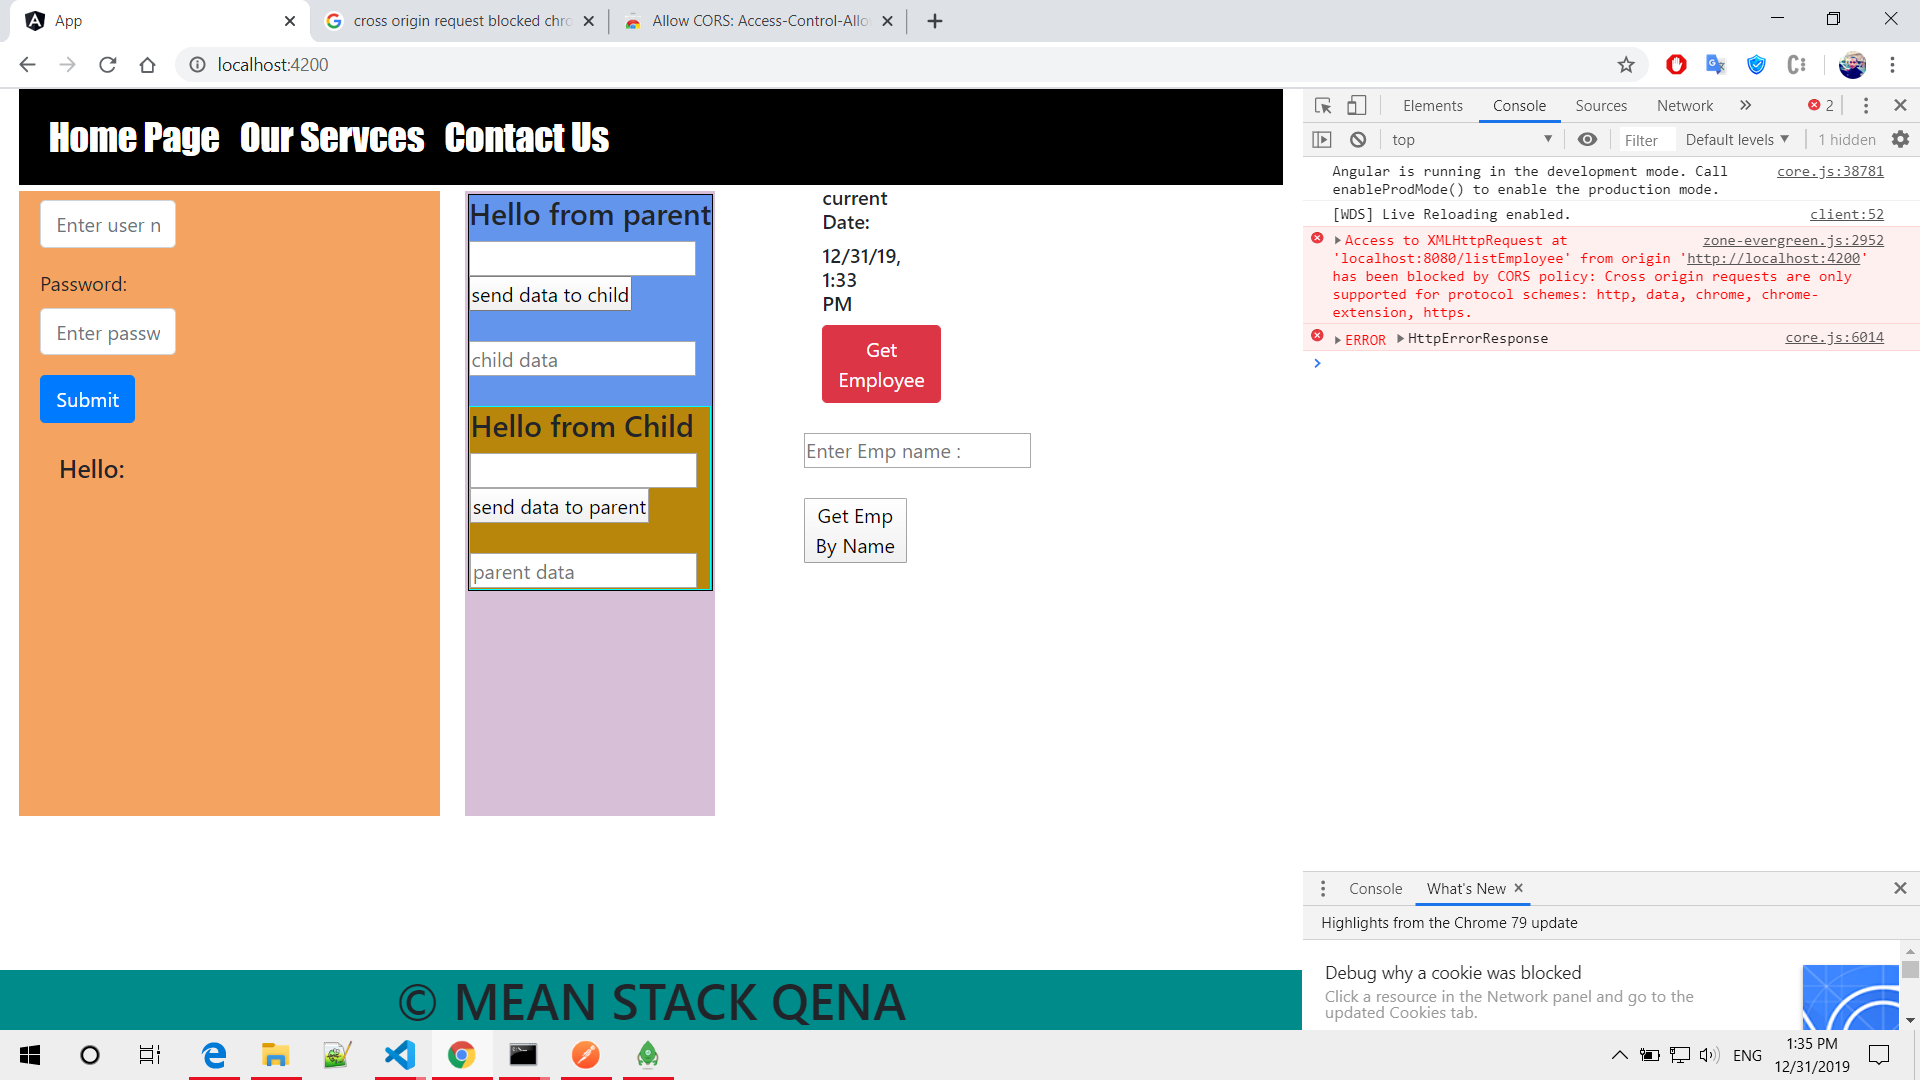 App
cross origin request blocked chro
Allow CORS: Access-Control-Allo
localhost:4200
Home Page Our Servces Contact Us
Enter user n
Password:
Enter passw
Submit
Hello:
Hello from parent
send data to child
child data
Hello from Child
send data to parent
parent data
current
Date:
12/31/19,
1:33
PM
Get
Employee
Enter Emp name :
Get Emp
By Name
Elements Console Sources Network 2
top Filter Default levels 1 hidden
Angular is running in the development mode. Call core.js:38781
enableProdMode() to enable the production mode.
[WDS] Live Reloading enabled. client:52
Access to XMLHttpRequest at zone-evergreen.js:2952
'localhost:8080/listEmployee' from origin 'http://localhost:4200'
has been blocked by CORS policy: Cross origin requests are only
supported for protocol schemes: http, data, chrome, chrome-
extension, https.
ERROR HttpErrorResponse core.js:6014
Console What's New
Highlights from the Chrome 79 update
Debug why a cookie was blocked
Click a resource in the Network panel and go to the
updated Cookies tab.
© MEAN STACK QENA
ENG
1:35 PM
12/31/2019